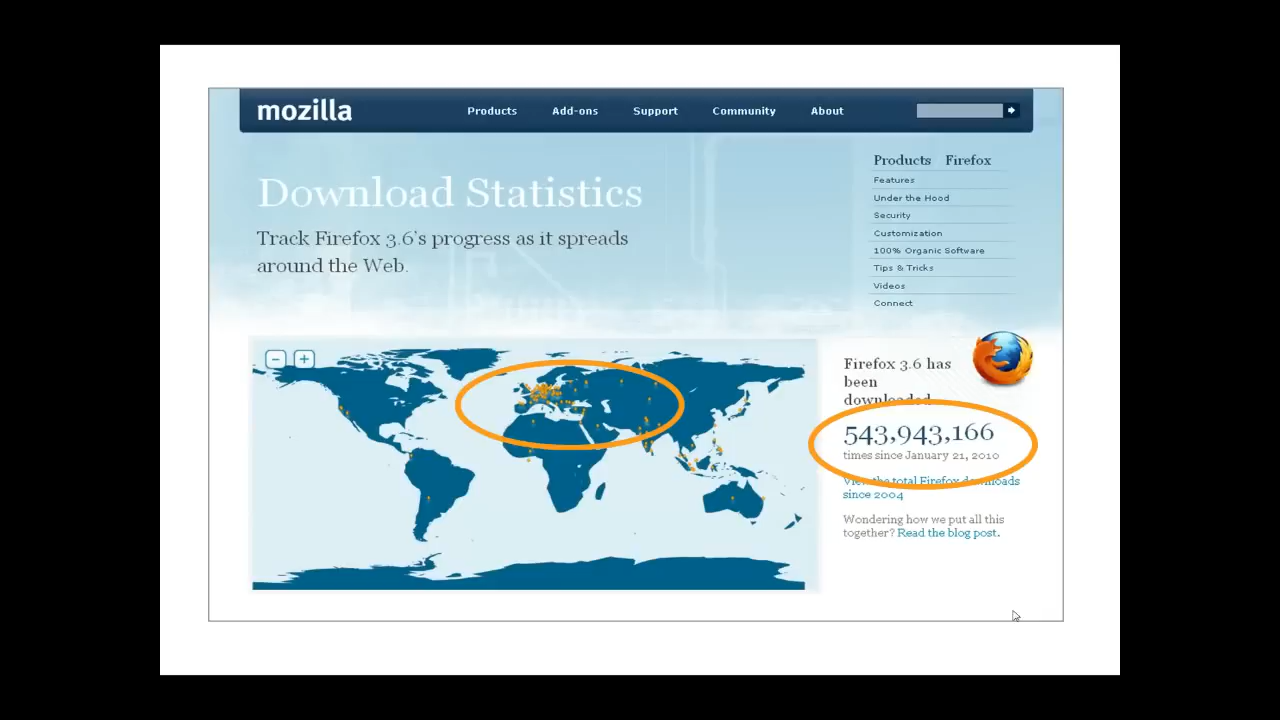 mozilla
Products
Add-ons
Support
Community
About
Products Firefox
Features
Under the Hood
Security
Customization
100% Organic Software
Tips & Tricks
Videos
Connect
Download Statistics
Track Firefox 3.6's progress as it spreads
around the Web.
Firefox 3.6 has
been
downloaded
543,943,166
times since January 21, 2010
View the total Firefox downloads
since 2004
Wondering how we put all this
together? Read the blog post.